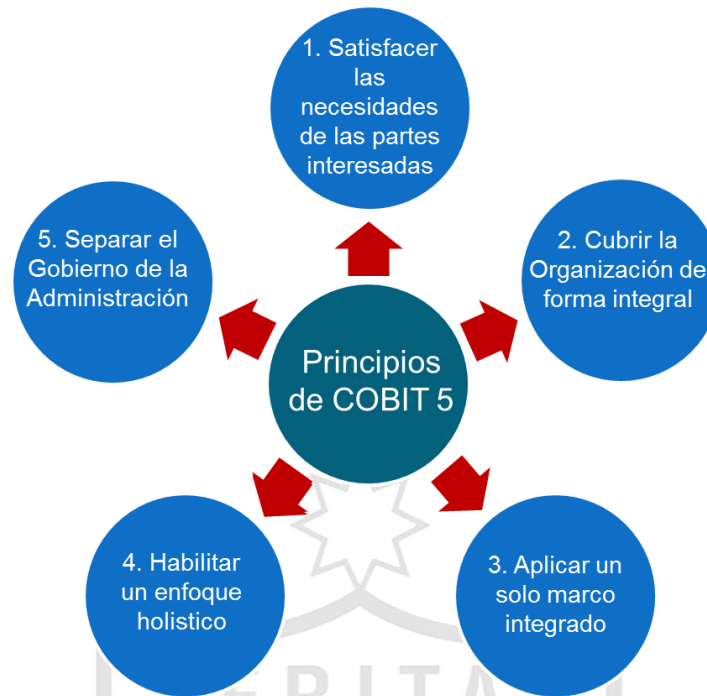 1. Satisfacer
las
necesidades
de las partes
interesadas
2. Cubrir la
Organización de
forma integral
3. Aplicar un
solo marco
integrado
4. Habilitar
un enfoque
holistico
5. Separar el
Gobierno de la
Administración
Principios
de COBIT 5